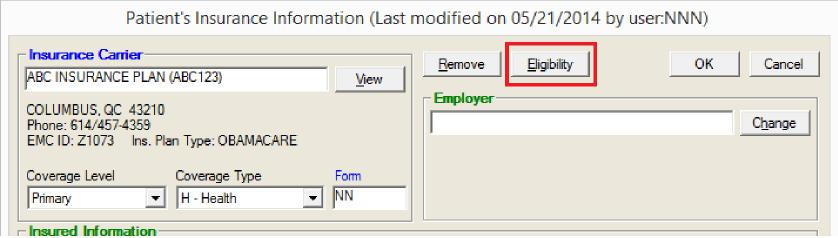 Patient's Insurance Information (Last modified on 05/21/2014 by user:NNN)
Insurance Carrier
ABC INSURANCE PLAN (ABC123)
View
COLUMBUS, QC 43210
Phone: 614/457-4359
EMC ID: Z1073 Ins. Plan Type: OBAMACARE
Coverage Level Coverage Type Form
Primary H - Health NN
Remove Eligibility OK Cancel
Employer
Change
Insured Information